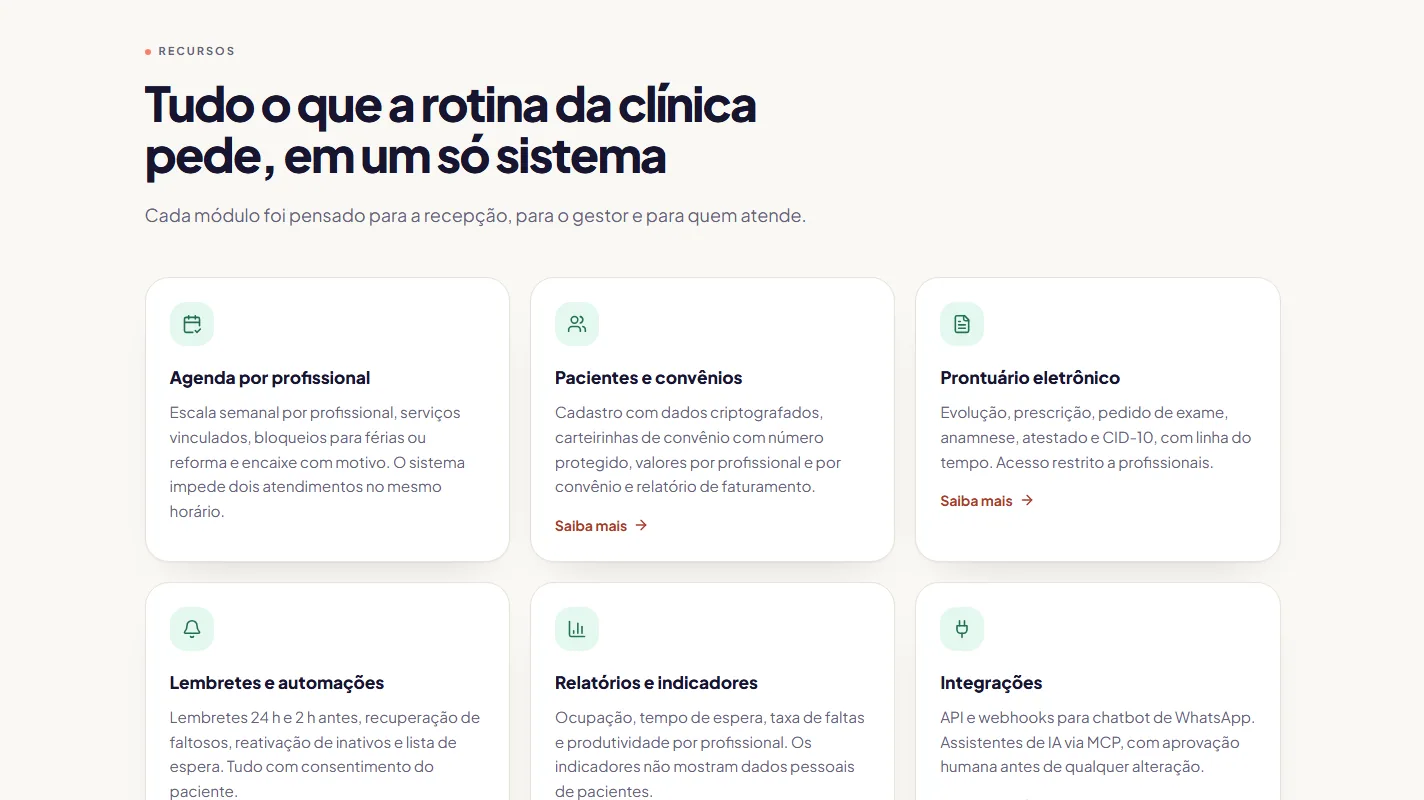 RECURSOS
Tudo o que a rotina da clínica
pede, em um só sistema
Cada módulo foi pensado para a recepção, para o gestor e para quem atende.
Agenda por profissional
Escala semanal por profissional, serviços
vinculados, bloqueios para férias ou
reforma e encaixe com motivo. O sistema
impede dois atendimentos no mesmo
horário.
Pacientes e convênios
Cadastro com dados criptografados,
carteirinhas de convênio com número
protegido, valores por profissional e por
convênio e relatório de faturamento.
Saiba mais
Prontuário eletrônico
Evolução, prescrição, pedido de exame,
anamnese, atestado e CID-10, com linha do
tempo. Acesso restrito a profissionais.
Saiba mais
Lembretes e automações
Lembretes 24 h e 2 h antes, recuperação de
faltosos, reativação de inativos e lista de
espera. Tudo com consentimento do
paciente.
Relatórios e indicadores
Ocupação, tempo de espera, taxa de faltas
e produtividade por profissional. Os
indicadores não mostram dados pessoais
de pacientes.
Integrações
API e webhooks para chatbot de WhatsApp.
Assistentes de IA via MCP, com aprovação
humana antes de qualquer alteração.